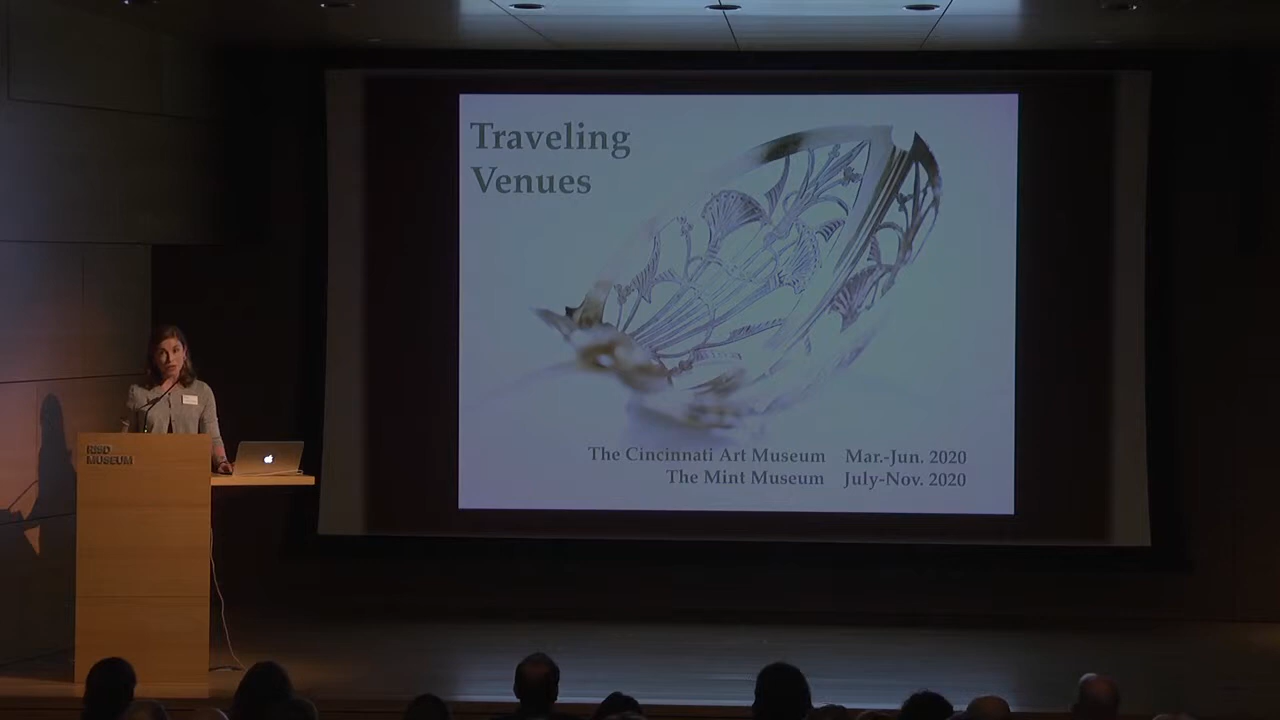 Traveling
Venues
The Cincinnati Art Museum Mar.-Jun. 2020
The Mint Museum July-Nov. 2020
RISD
MUSEUM